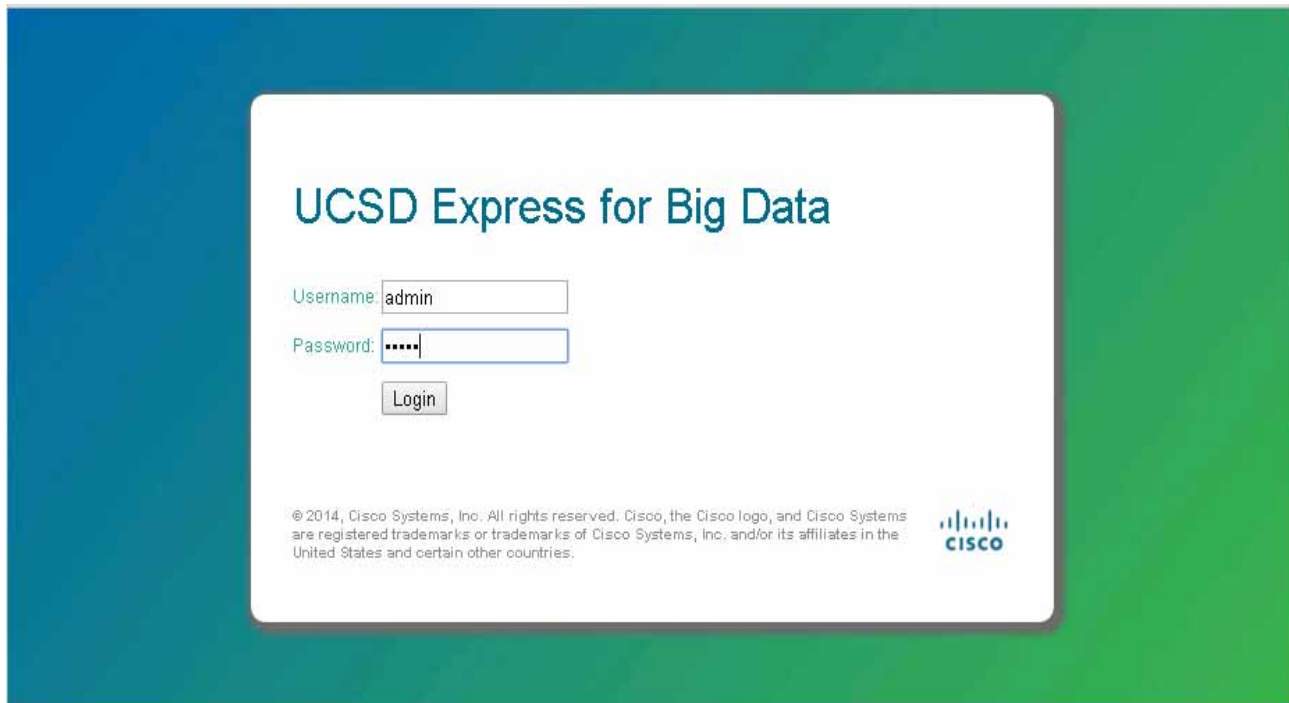 UCSD Express for Big Data
Username: admin
Password: •••••
Login
© 2014, Cisco Systems, Inc. All rights reserved. Cisco, the Cisco logo, and Cisco Systems
are registered trademarks or trademarks of Cisco Systems, Inc. and/or its affiliates in the
United States and certain other countries.
CISCO